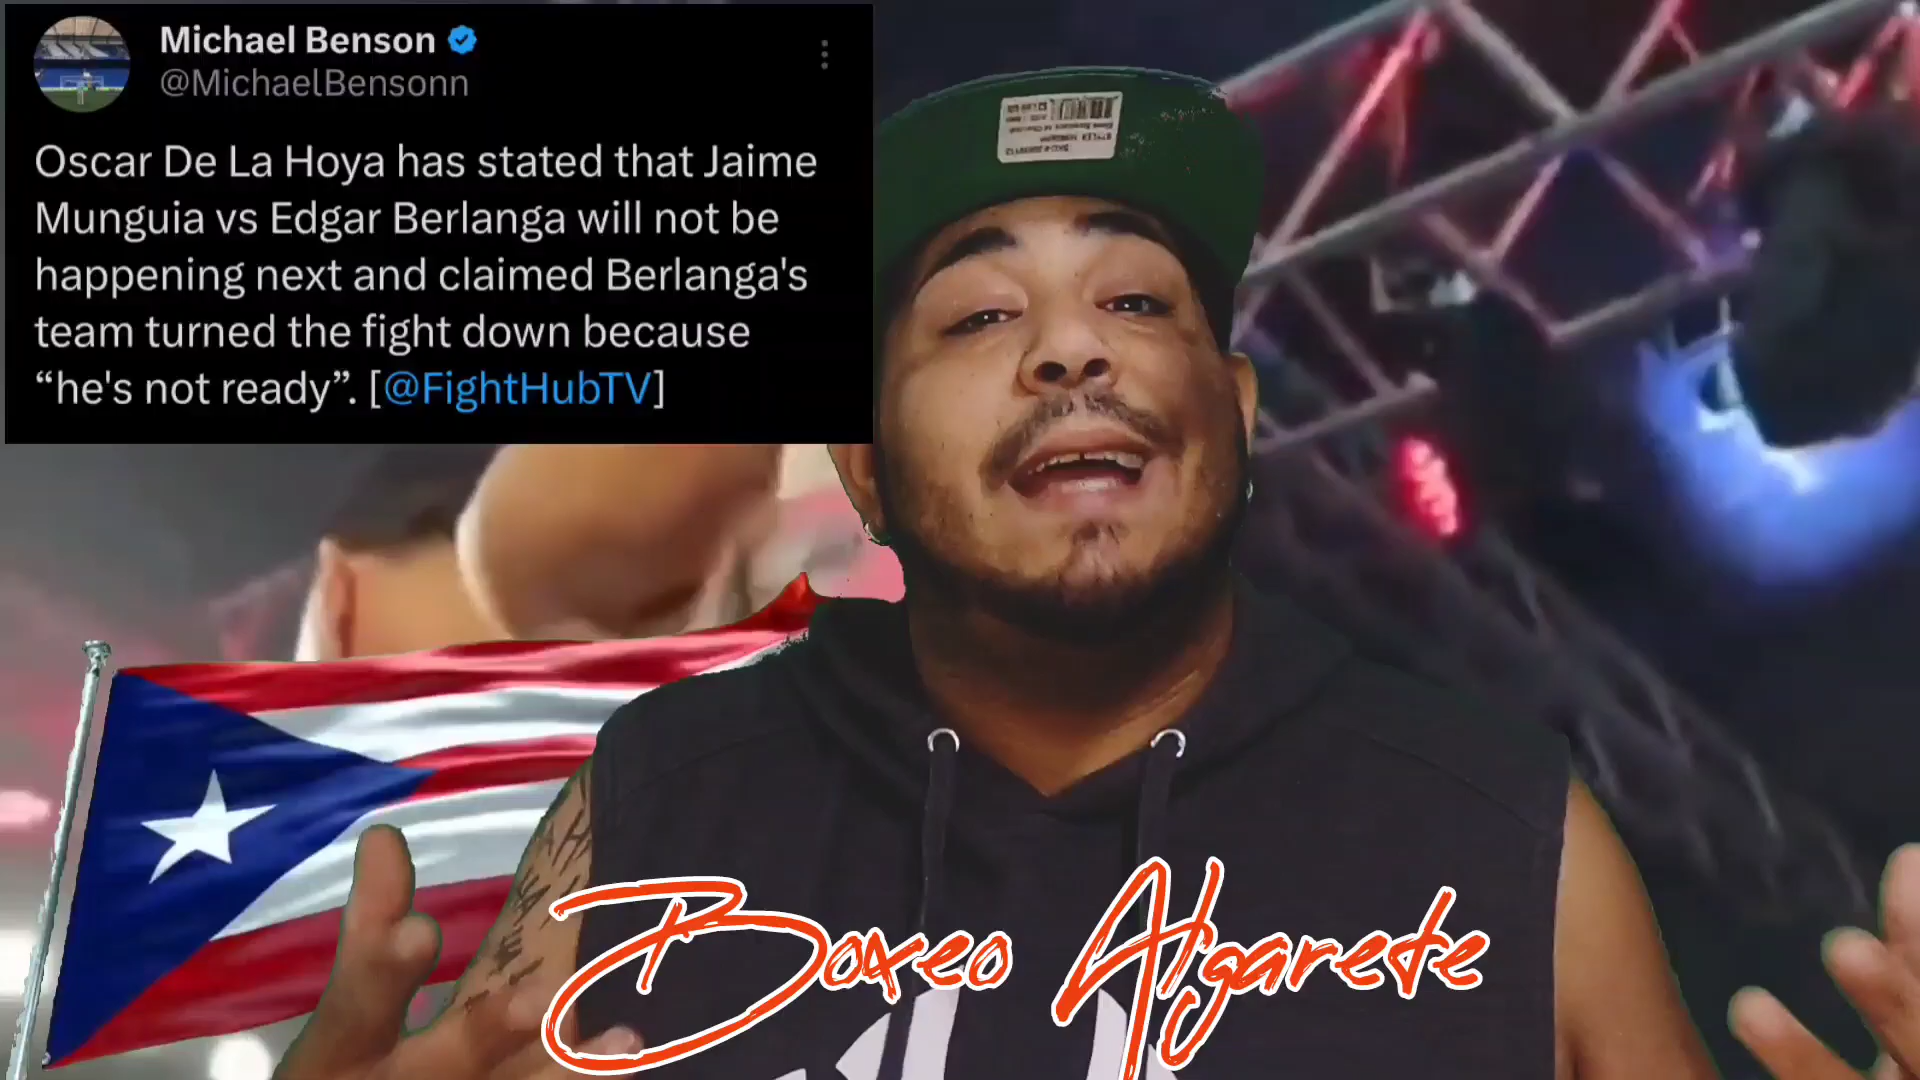 Michael Benson
@MichaelBensonn
Oscar De La Hoya has stated that Jaime
Munguia vs Edgar Berlanga will not be
happening next and claimed Berlanga's
team turned the fight down because
“he's not ready”. [@FightHubTV]
Boxeo Algarete